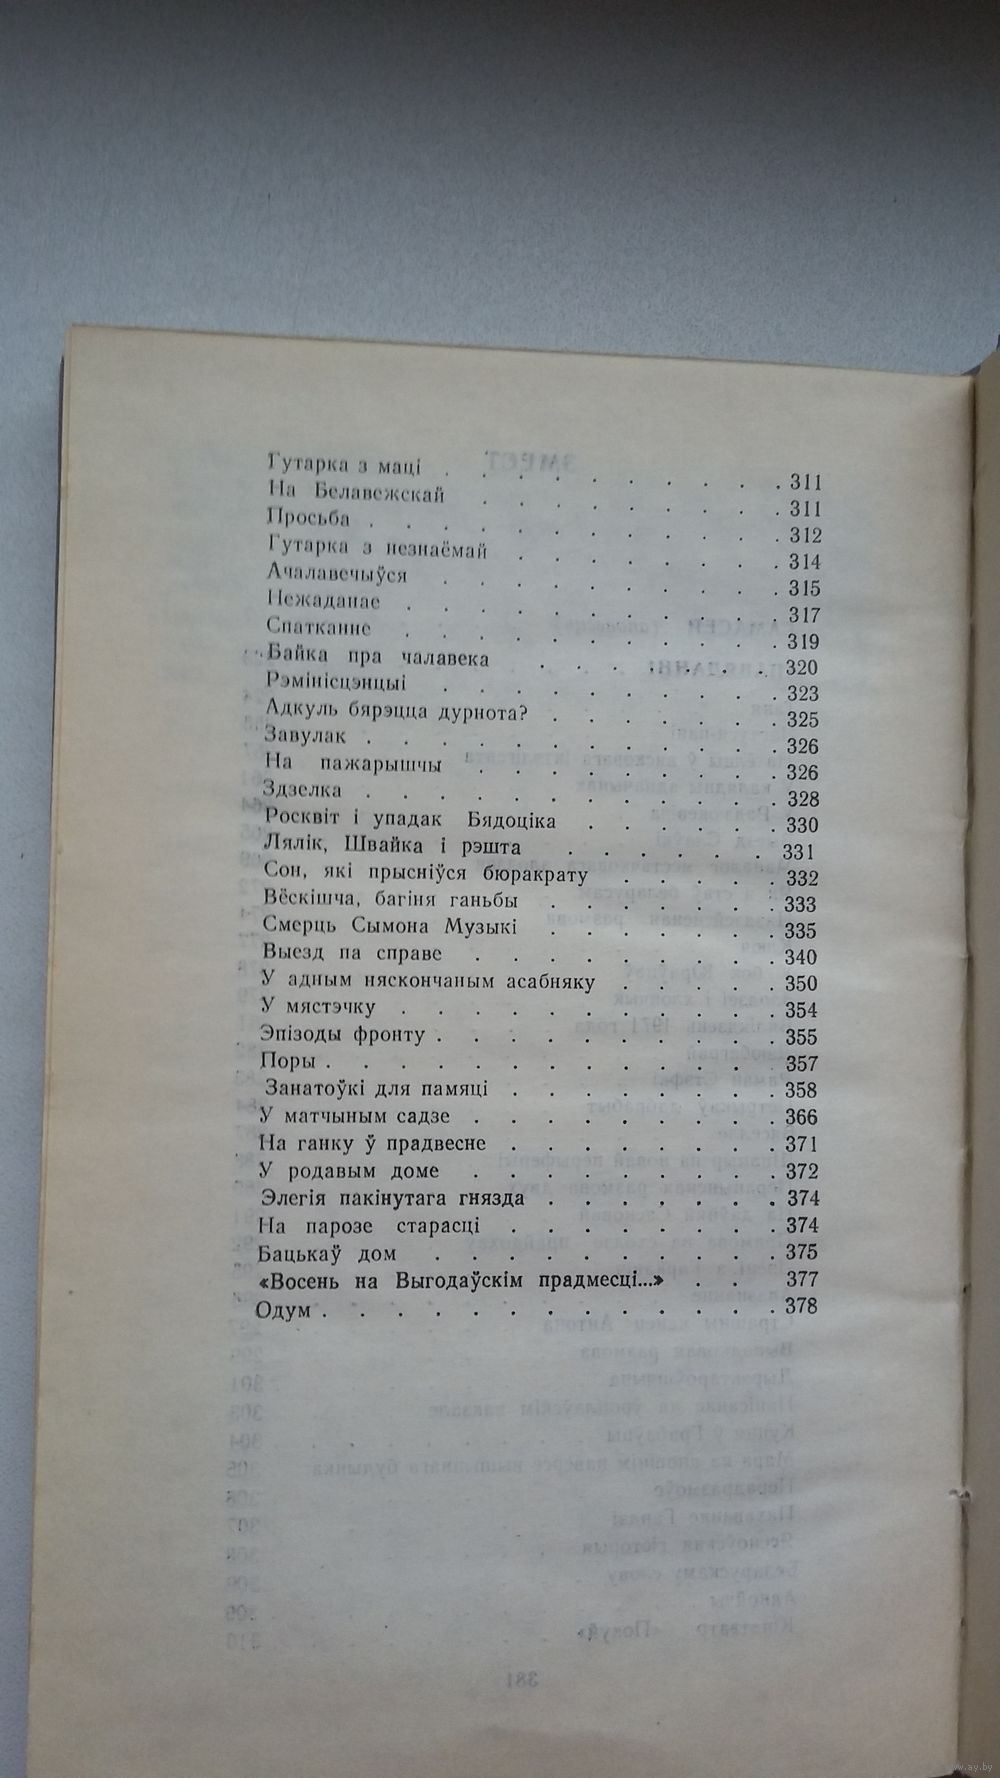 Гутарка з маці . . . . . . . . . . 311
На Белавежскай . . . . . . . . . 311
Просьба . . . . . . . . . . . . 312
Гутарка з незнаёмай . . . . . . . . 314
Ачалавечыўся . . . . . . . . . . 315
Нежаданае . . . . . . . . . . . 317
Спатканне . . . . . . . . . . . 319
Байка пра чалавека . . . . . . . 320
Рэмінісцэнцыі . . . . . . . . . . 323
Адкуль бярэцца дурнота? . . . . . . . 325
Завулак . . . . . . . . . . . . 326
На пажарышчы . . . . . . . . . 326
Здзелка . . . . . . . . . . . . 328
Росквіт і упадак Бядоціка . . . . . . 330
Лялік, Швайка і рэшта . . . . . . 331
Сон, які прысніўся бюракрату . . . . . 332
Вёскішча, багіня ганьбы . . . . . . . 333
Смерць Сымона Музыкі . . . . . . . 335
Выезд па справе . . . . . . . . . 340
У адным няскончаным асабняку . . . . . 350
У мястэчку . . . . . . . . . . . 354
Эпізоды фронту . . . . . . . . . . 355
Поры . . . . . . . . . . . . . 357
Занатоўкі для памяці . . . . . . . . 358
У матчыным садзе . . . . . . . . . 366
На ганку ў прадвесне . . . . . . . . 371
У родавым доме . . . . . . . . . 372
Элегія пакінутага гнязда . . . . . . . 374
На парозе старасці . . . . . . . . 374
Бацькаў дом . . . . . . . . . . 375
«Восень на Выгодаўскім прадмесці...» . . 377
Одум . . . . . . . . . . . . . 378
www.ay.by